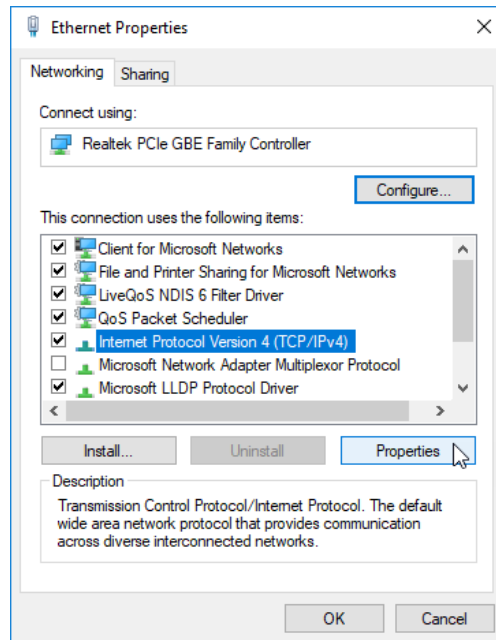 Ethernet Properties
Networking
Sharing
Connect using:
Realtek PCIe GBE Family Controller
Configure...
This connection uses the following items:
Client for Microsoft Networks
File and Printer Sharing for Microsoft Networks
LiveQoS NDIS 6 Filter Driver
QoS Packet Scheduler
Internet Protocol Version 4 (TCP/IPv4)
Microsoft Network Adapter Multiplexor Protocol
Microsoft LLDP Protocol Driver
Install...
Uninstall
Properties
Description
Transmission Control Protocol/Internet Protocol. The default
wide area network protocol that provides communication
across diverse interconnected networks.
OK
Cancel